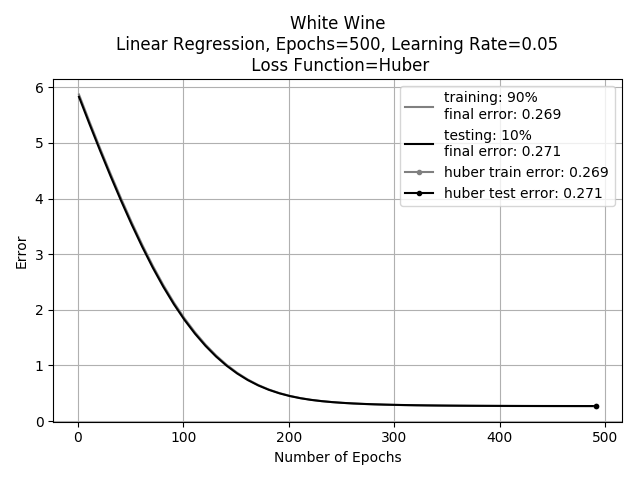 White Wine
Linear Regression, Epochs=500, Learning Rate=0.05
Loss Function=Huber
training: 90%
final error: 0.269
testing: 10%
final error: 0.271
huber train error: 0.269
huber test error: 0.271
Error
6
5
4
3
2
1
0
0 100 200 300 400 500
Number of Epochs